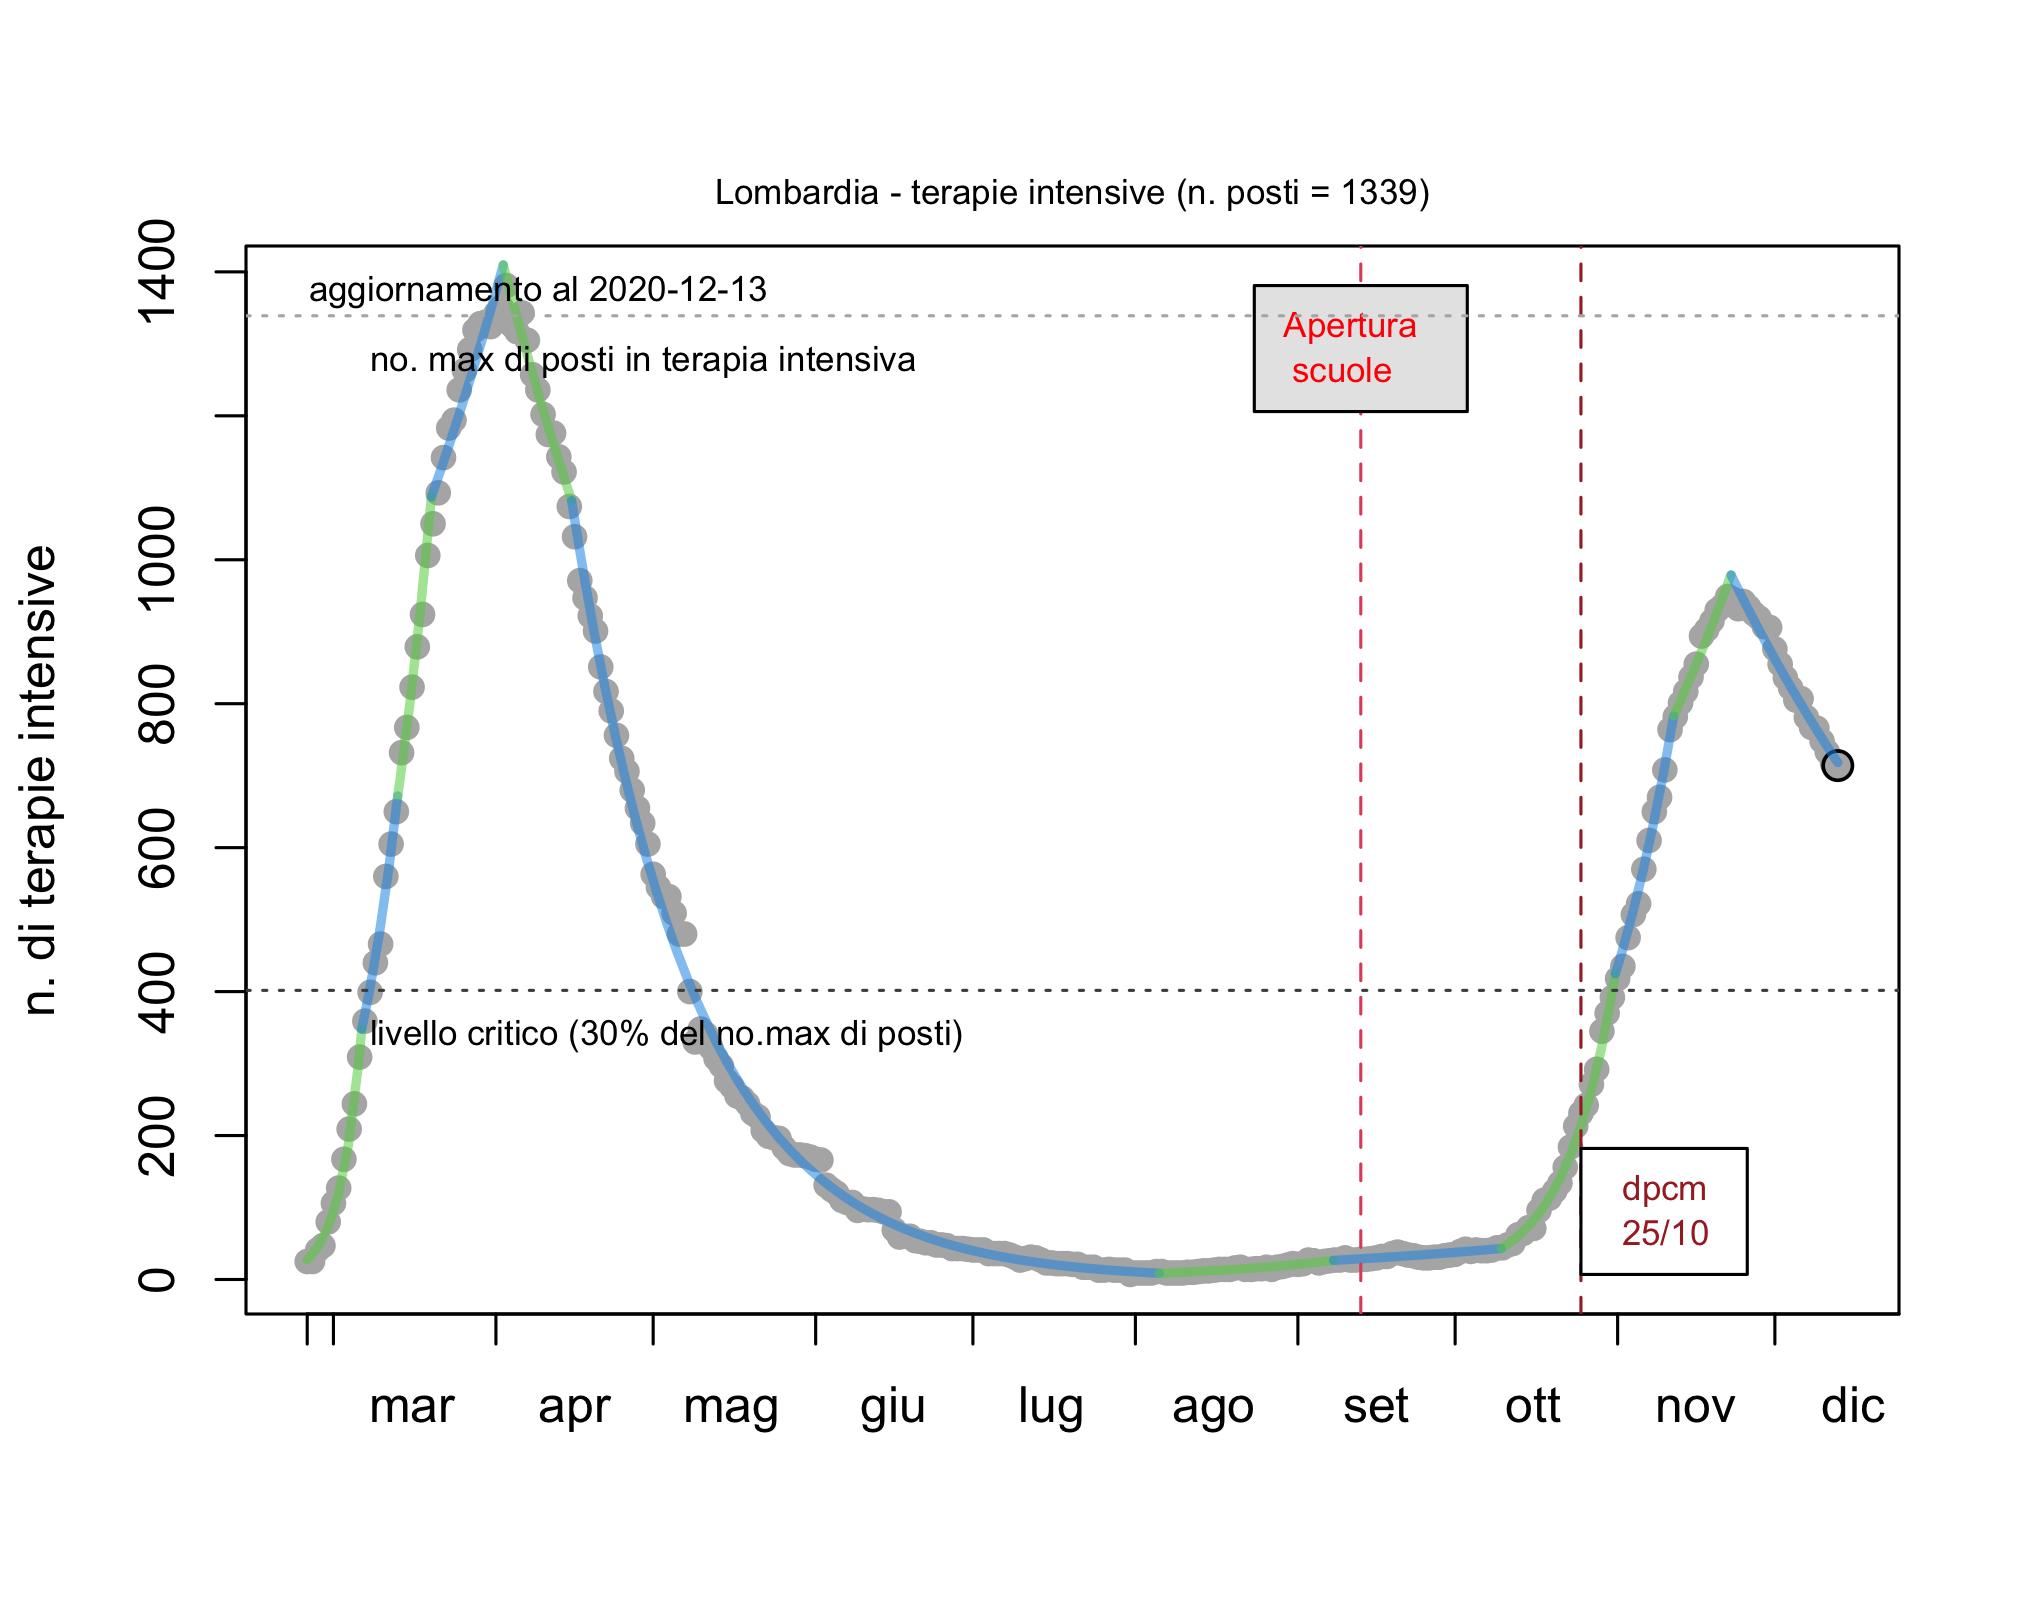 Lombardia - terapie intensive (n. posti = 1339)
aggiornamento al 2020-12-13
no. max di posti in terapia intensiva
Apertura
scuole
livello critico (30% del no.max di posti)
dpcm
25/10
n. di terapie intensive
1400
1000
800
600
400
200
0
mar apr mag giu lug ago set ott nov dic